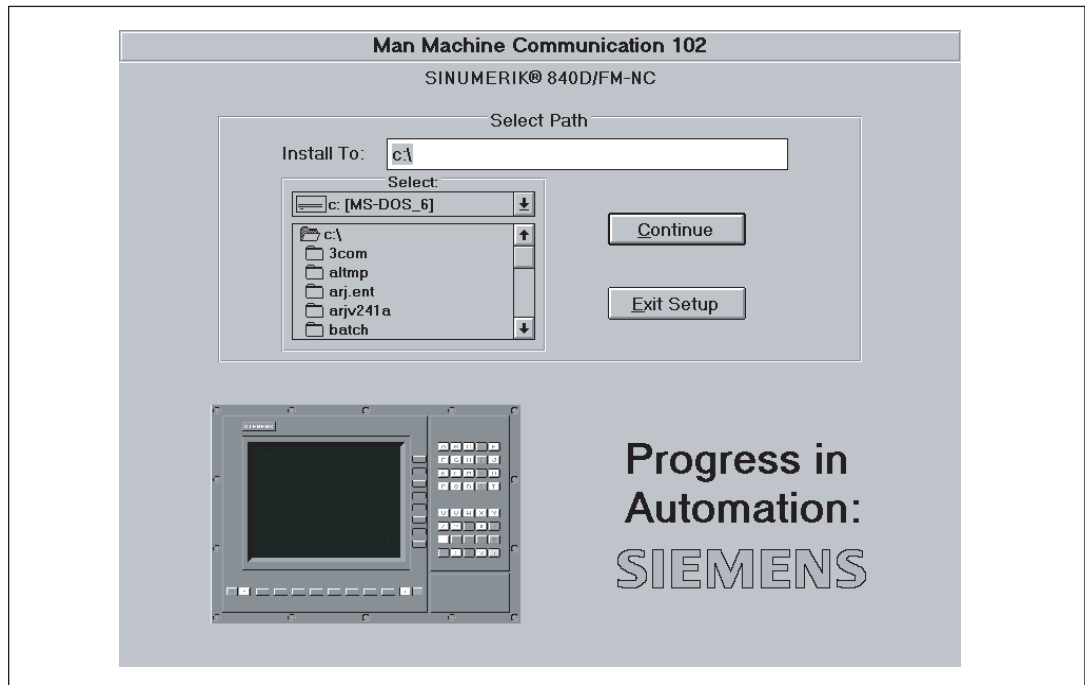 Man Machine Communication 102
SINUMERIK® 840D/FM-NC
Select Path
Install To: c:\
Select:
c: [MS-DOS_6]
c:\
3com
altmp
arj.ent
arjv241a
batch
Continue
Exit Setup
SIEMENS
Progress in
Automation:
SIEMENS